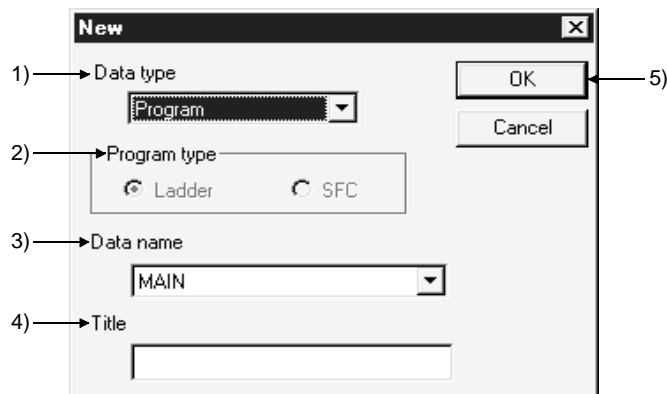 New
1) Data type
OK 5)
Program
Cancel
2) Program type
Ladder SFC
3) Data name
MAIN
4) Title